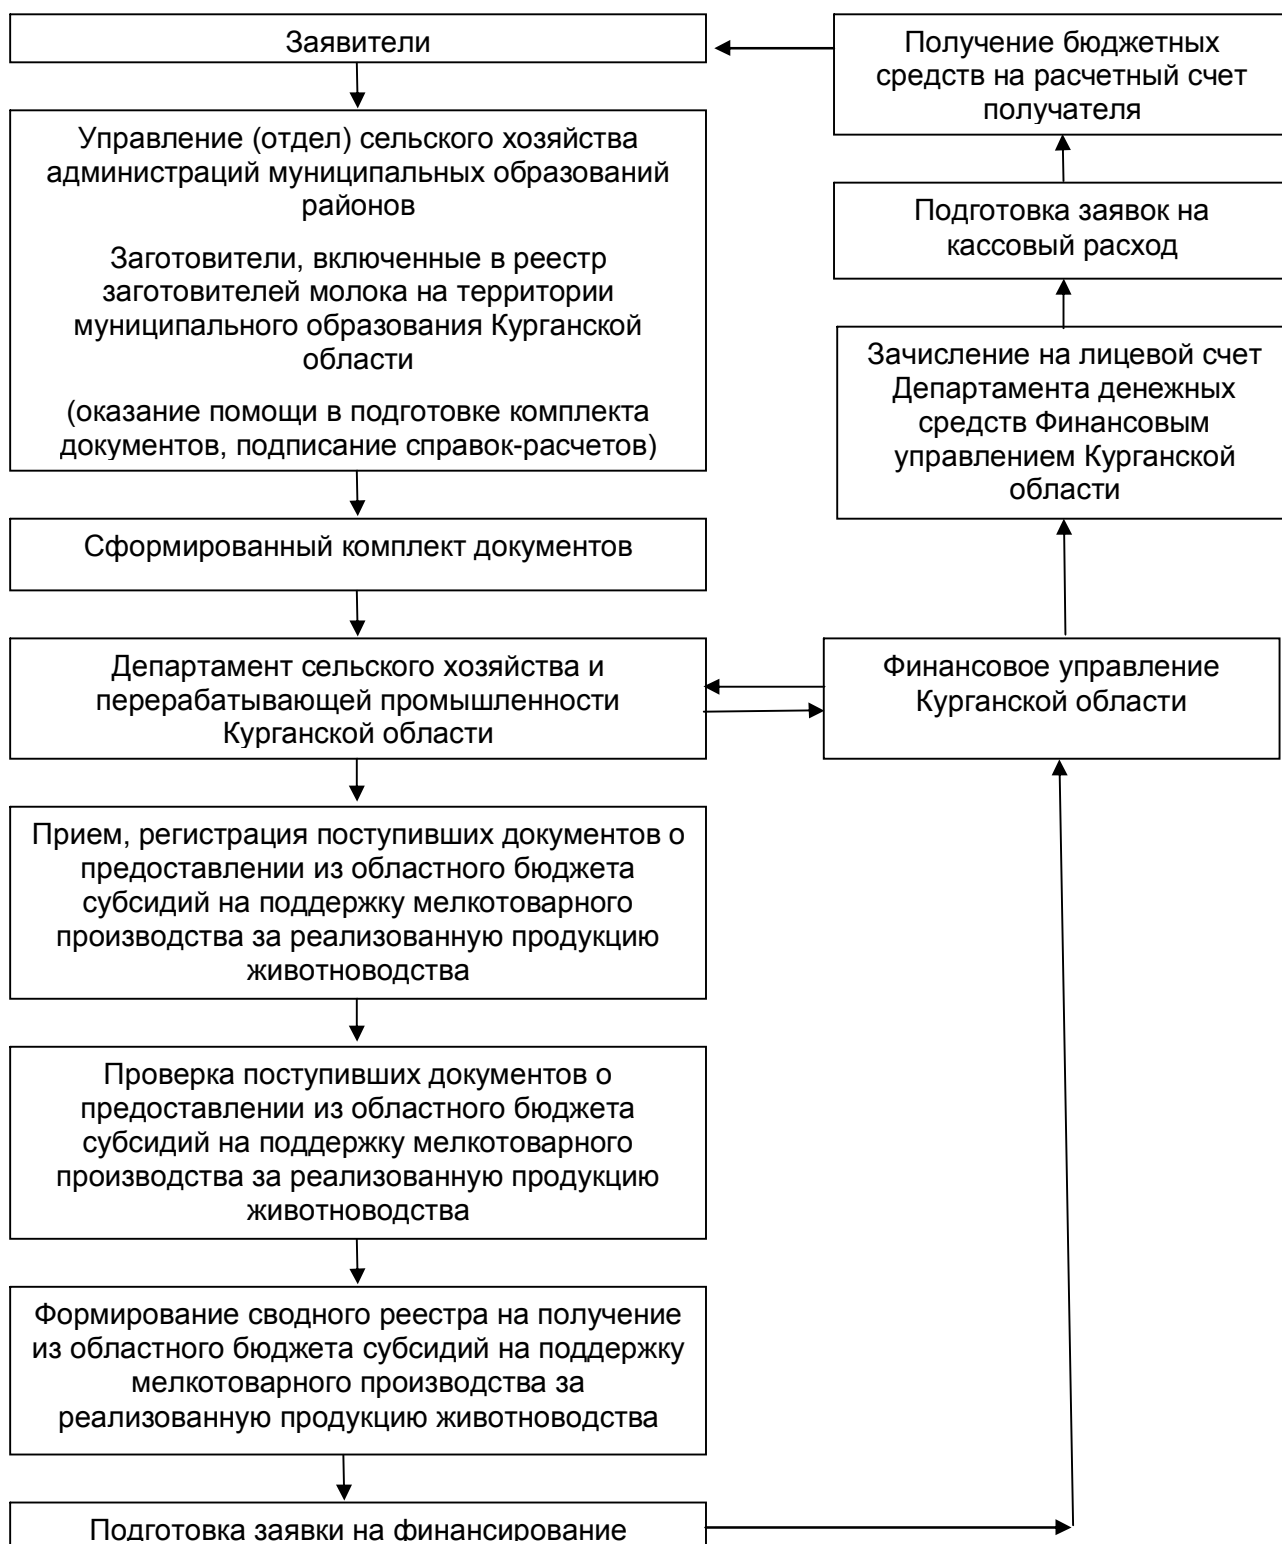 Заявители
Управление (отдел) сельского хозяйства
администраций муниципальных образований
районов
Заготовители, включенные в реестр
заготовителей молока на территории
муниципального образования Курганской
области
(оказание помощи в подготовке комплекта
документов, подписание справок-расчетов)
Сформированный комплект документов
Департамент сельского хозяйства и
перерабатывающей промышленности
Курганской области
Прием, регистрация поступивших документов о
предоставлении из областного бюджета
субсидий на поддержку мелкотоварного
производства за реализованную продукцию
животноводства
Проверка поступивших документов о
предоставлении из областного бюджета
субсидий на поддержку мелкотоварного
производства за реализованную продукцию
животноводства
Формирование сводного реестра на получение
из областного бюджета субсидий на поддержку
мелкотоварного производства за
реализованную продукцию животноводства
Подготовка заявки на финансирование
Финансовое управление
Курганской области
Зачисление на лицевой счет
Департамента денежных
средств Финансовым
управлением Курганской
области
Подготовка заявок на
кассовый расход
Получение бюджетных
средств на расчетный счет
получателя